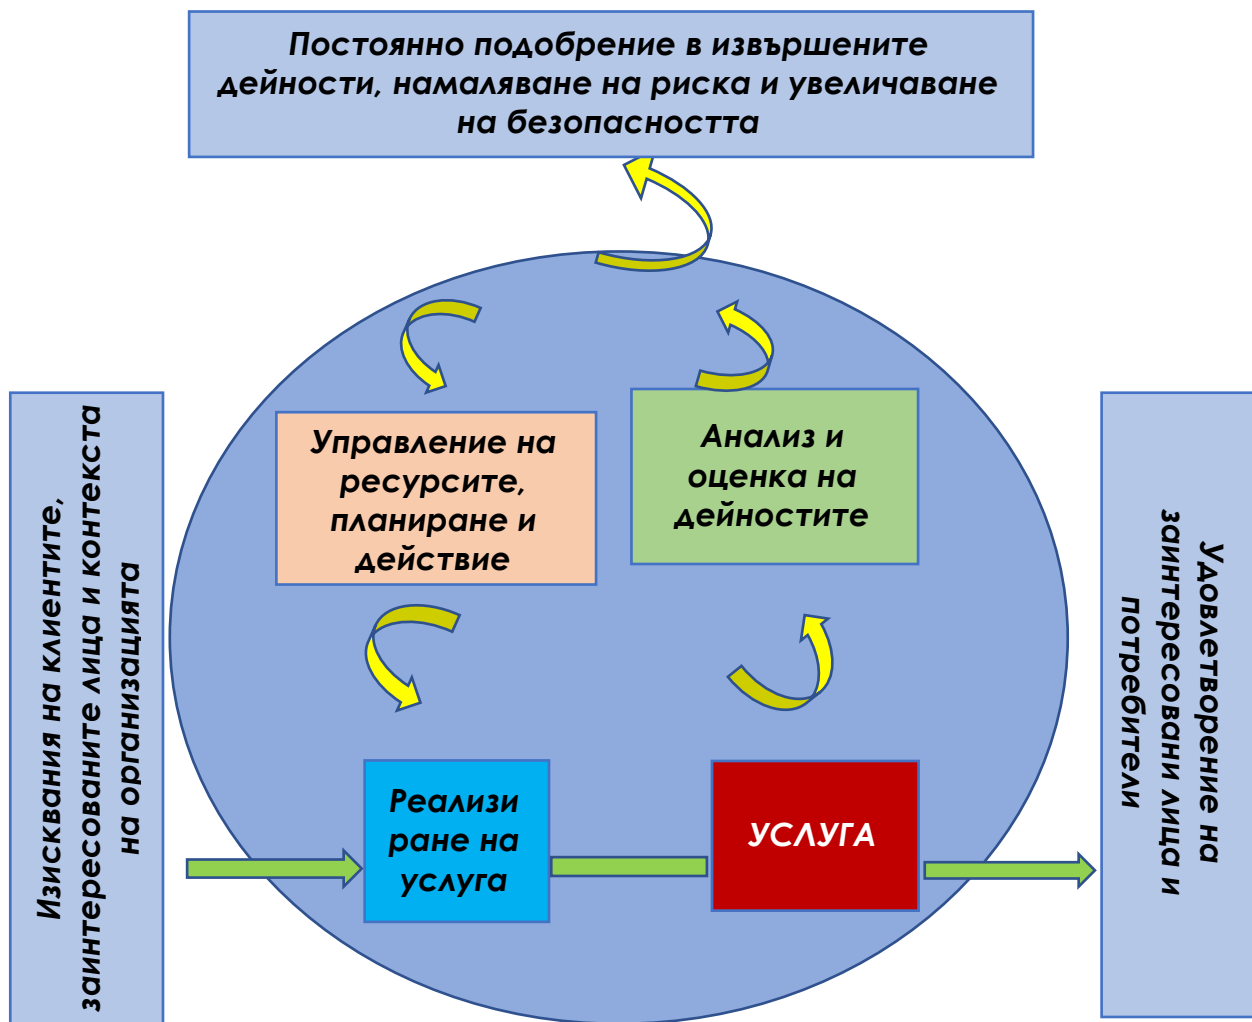 Постоянно подобрение в извършените
дейности, намаляване на риска и увеличаване
на безопасността
Изисквания на клиентите,
заинтересованите лица и контекста
на организацията
Управление на
ресурсите,
планиране и
действие
Анализ и
оценка на
дейностите
Реализи
ране на
услуга
УСЛУГА
Удовлетворение на
заинтересовани лица и
потребители